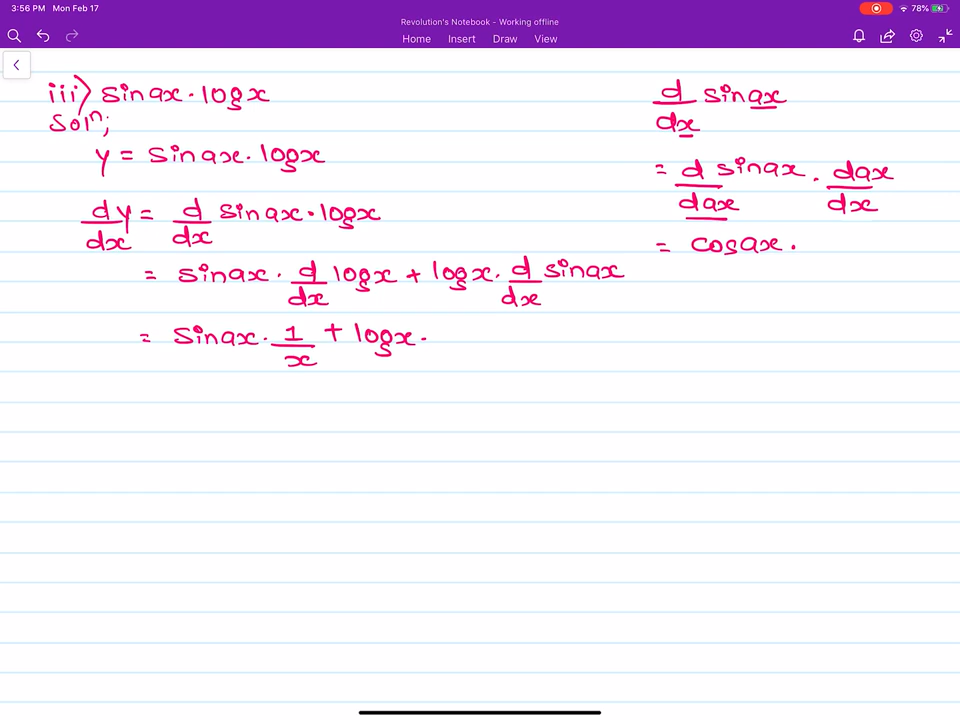 3:56 PM Mon Feb 17
78%
Revolution's Notebook - Working offline
Home Insert Draw View
iii) sinax · logx
Solⁿ;
y = sinax · logx
dy/dx = d/dx sinax · logx
= sinax · d/dx logx + logx · d/dx sinax
= sinax · 1/x + logx ·
d/dx sinax
= d/dax sinax · dax/dx
= cosax ·